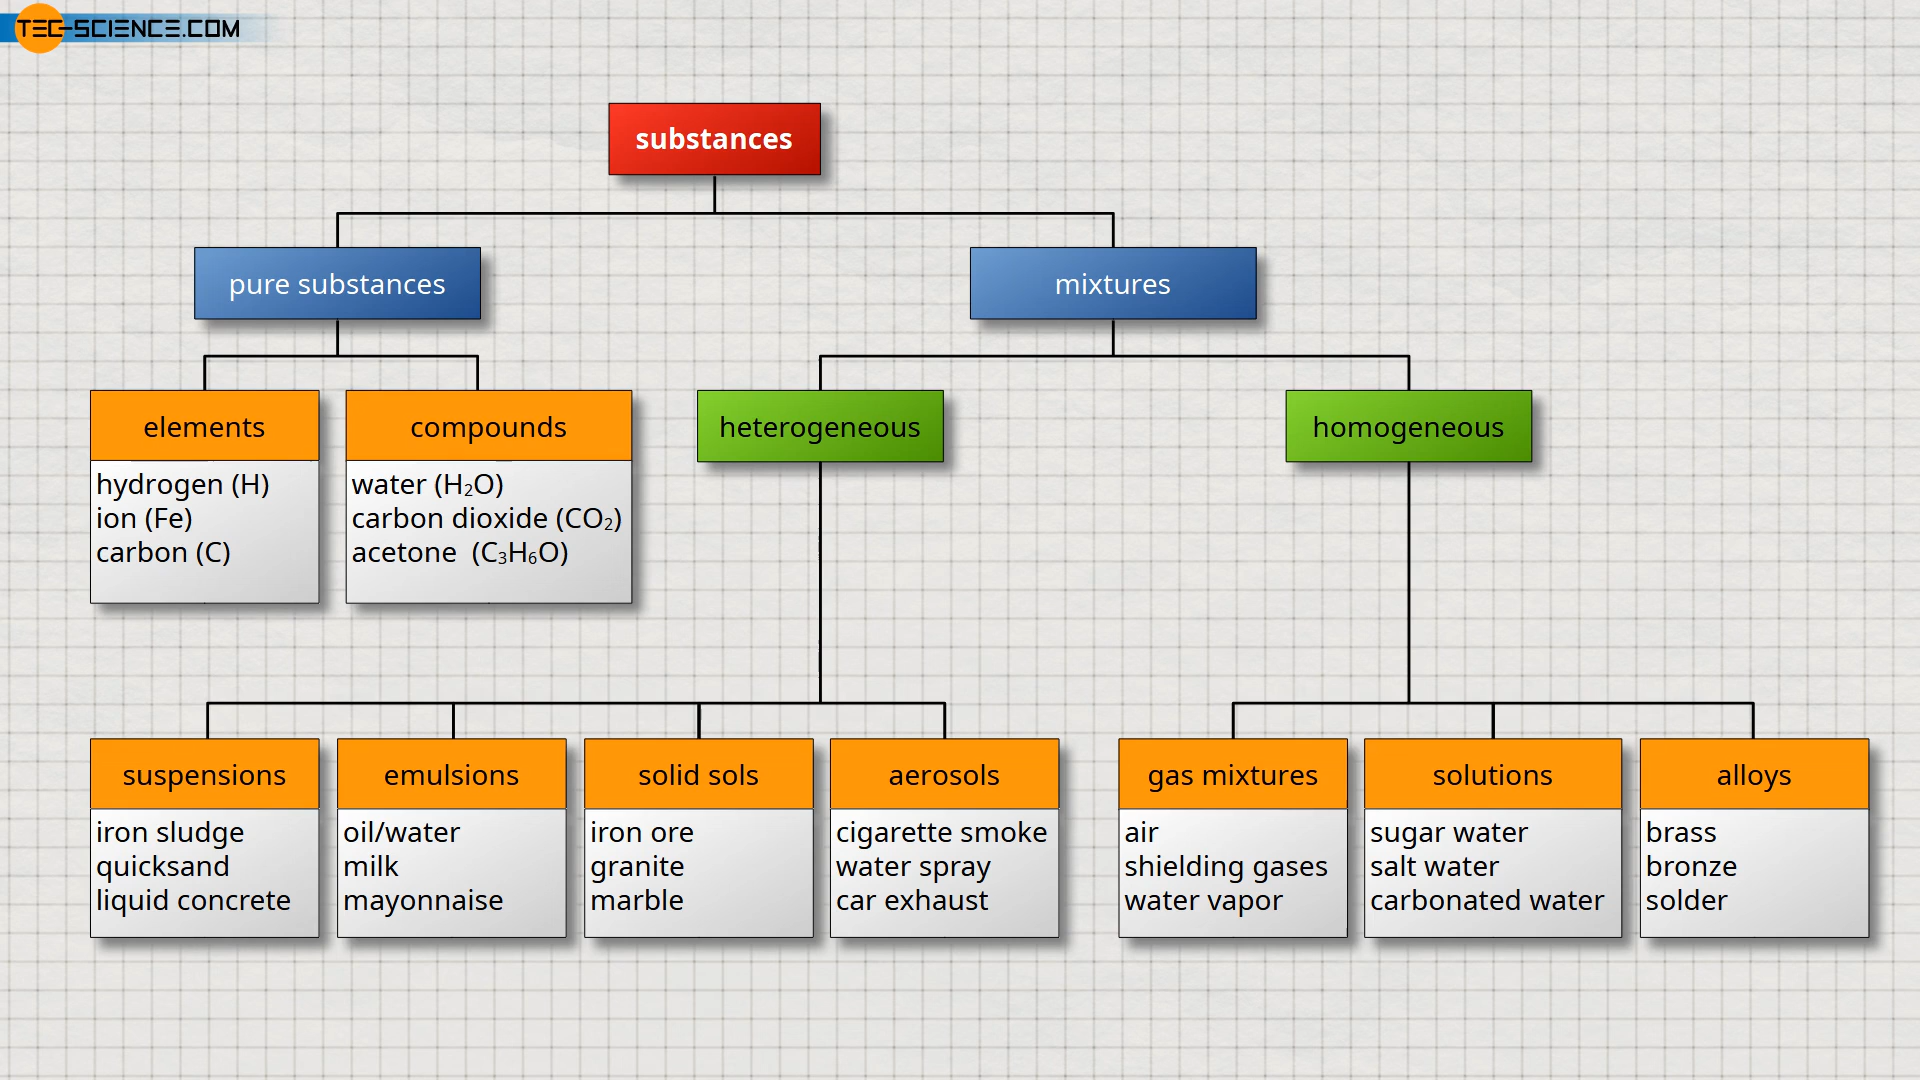 TEC-SCIENCE.COM
substances
pure substances
mixtures
elements
compounds
heterogeneous
homogeneous
hydrogen (H)
ion (Fe)
carbon (C)
water (H₂O)
carbon dioxide (CO₂)
acetone (C₃H₆O)
suspensions
iron sludge
quicksand
liquid concrete
emulsions
oil/water
milk
mayonnaise
solid sols
iron ore
granite
marble
aerosols
cigarette smoke
water spray
car exhaust
gas mixtures
air
shielding gases
water vapor
solutions
sugar water
salt water
carbonated water
alloys
brass
bronze
solder